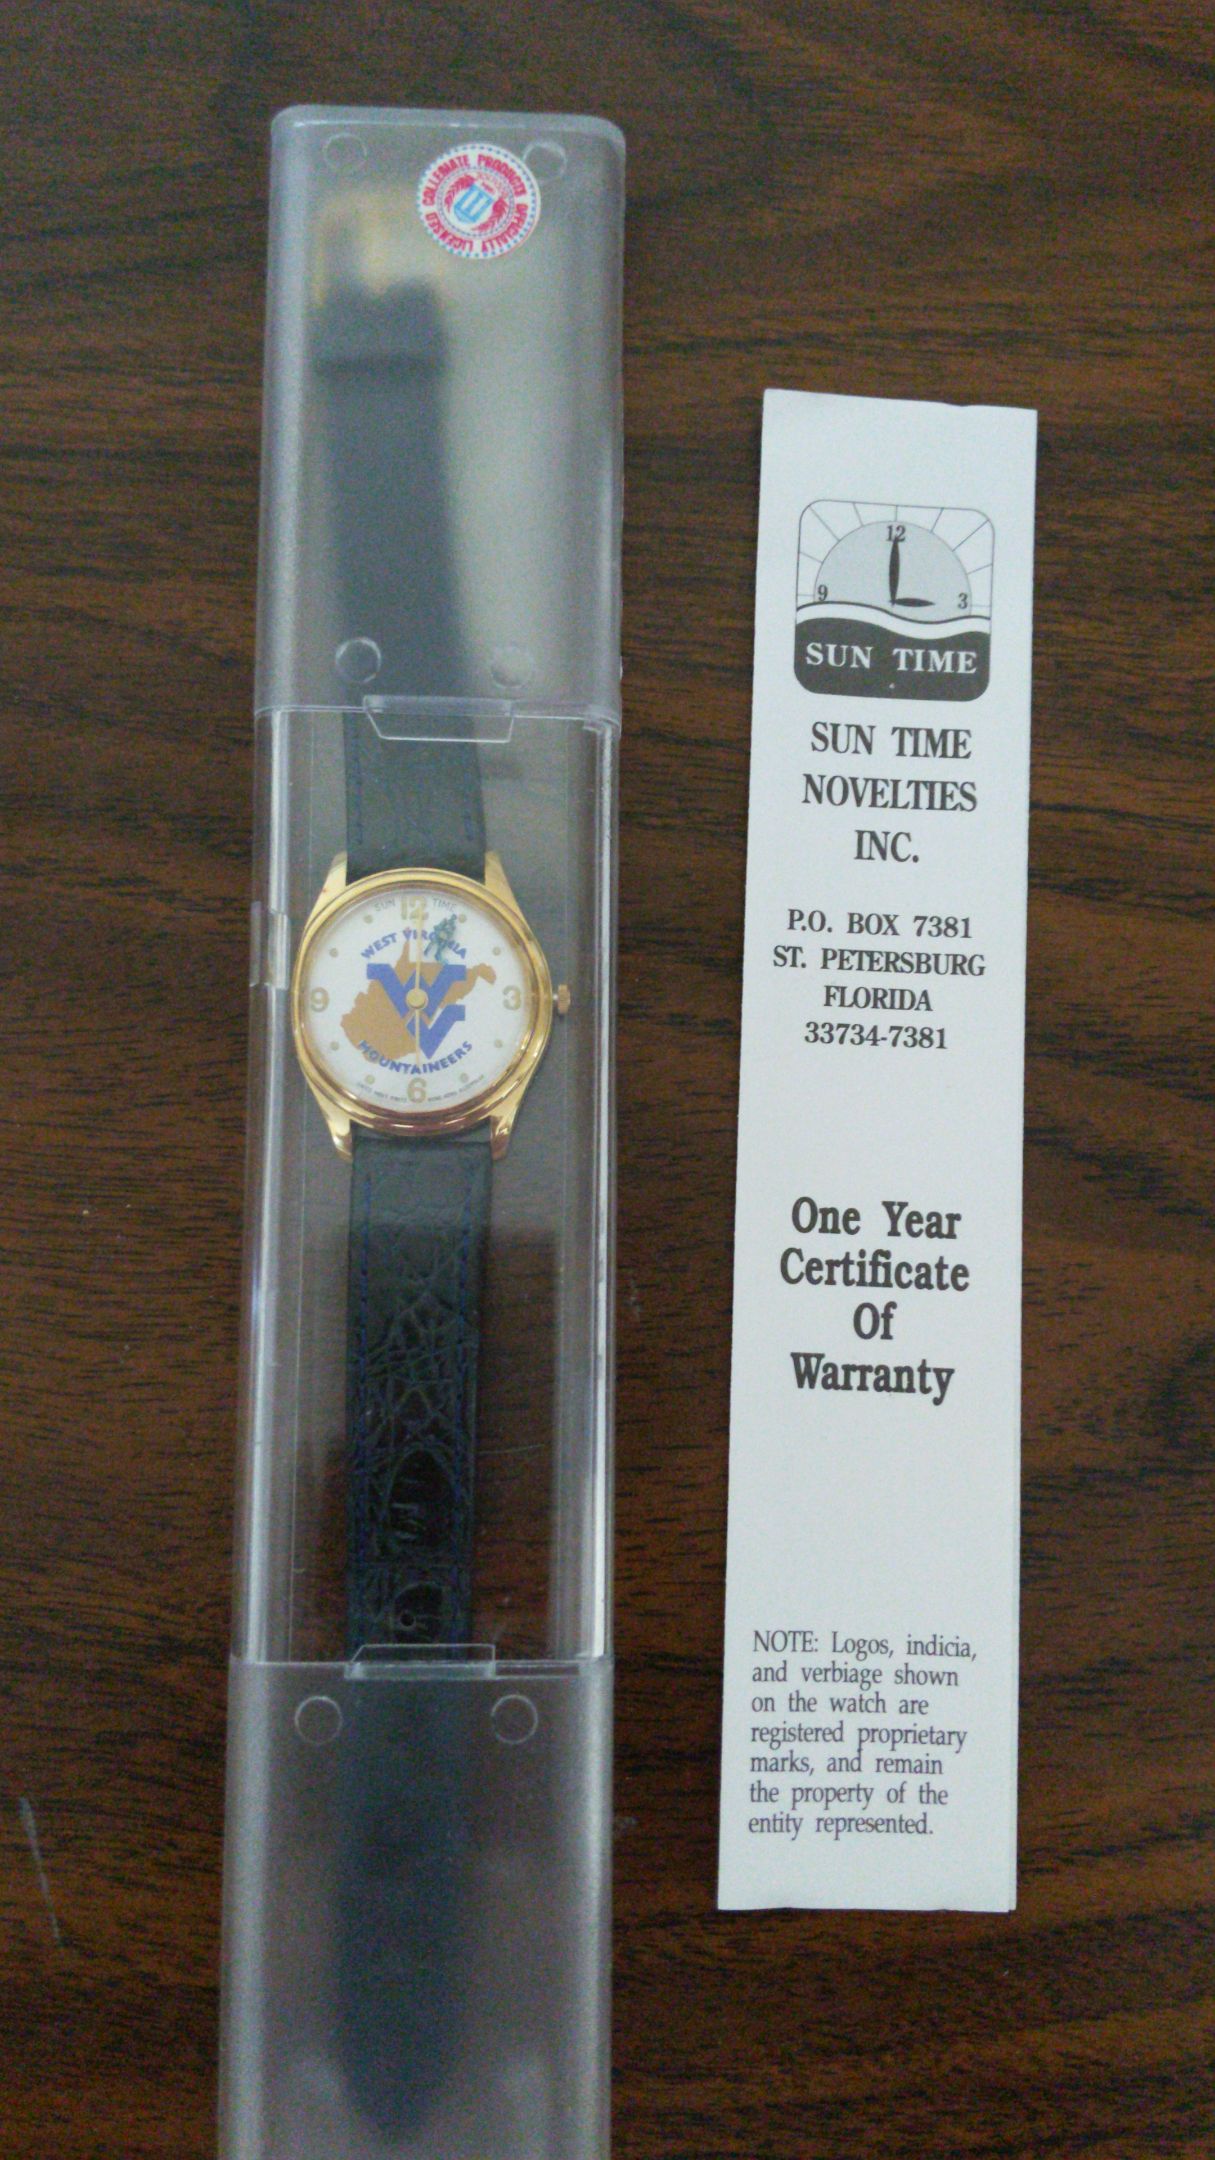 COLLEGIATE PRODUCTS OFFICIALLY LICENSED
SUN TIME
12
WEST VIRGINIA
9
3
WV
MOUNTAINEERS
6
12
9
3
SUN TIME
SUN TIME
NOVELTIES
INC.
P.O. BOX 7381
ST. PETERSBURG
FLORIDA
33734-7381
One Year
Certificate
Of
Warranty
NOTE: Logos, indicia,
and verbiage shown
on the watch are
registered proprietary
marks, and remain
the property of the
entity represented.